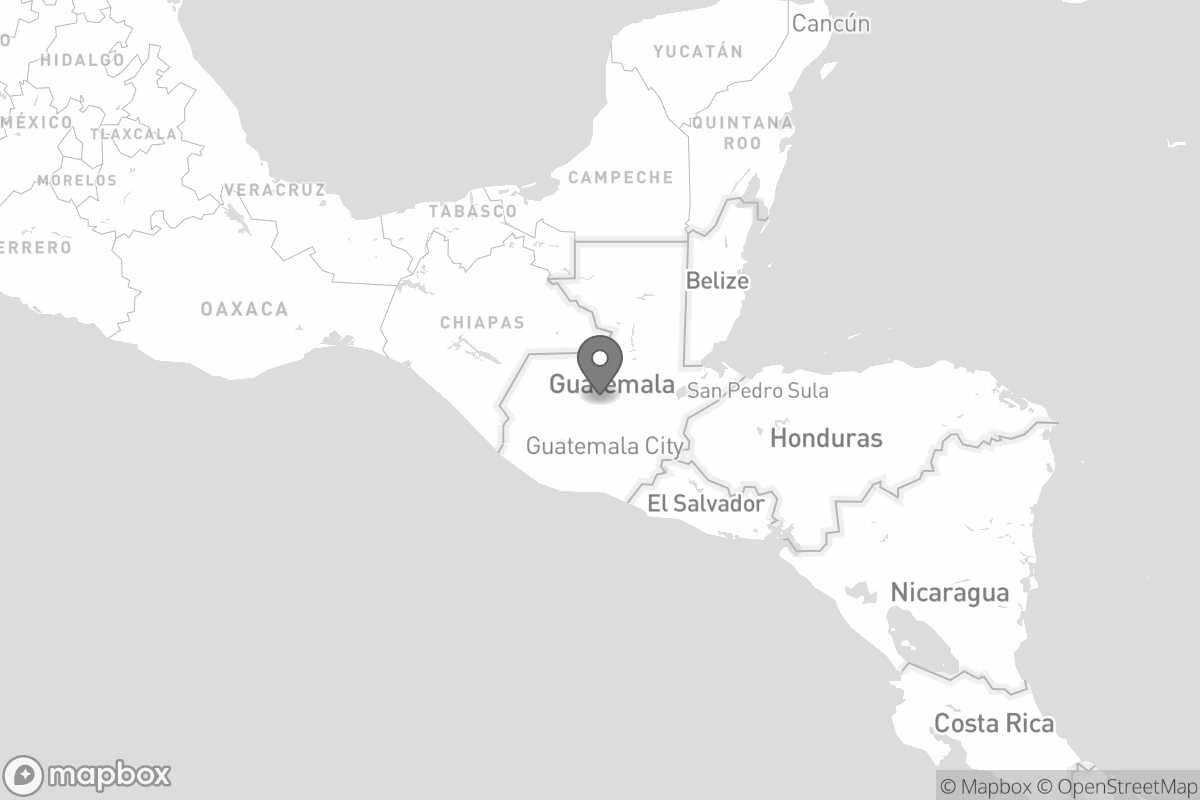 Cancún
YUCATÁN
O
HIDALGO
MÉXICO
TLAXCALA
QUINTANA
ROO
MORELOS
CAMPECHE
VERACRUZ
TABASCO
ERRERO
Belize
OAXACA
CHIAPAS
Guatemala
San Pedro Sula
Honduras
Guatemala City
El Salvador
Nicaragua
Costa Rica
mapbox
© Mapbox © OpenStreetMap